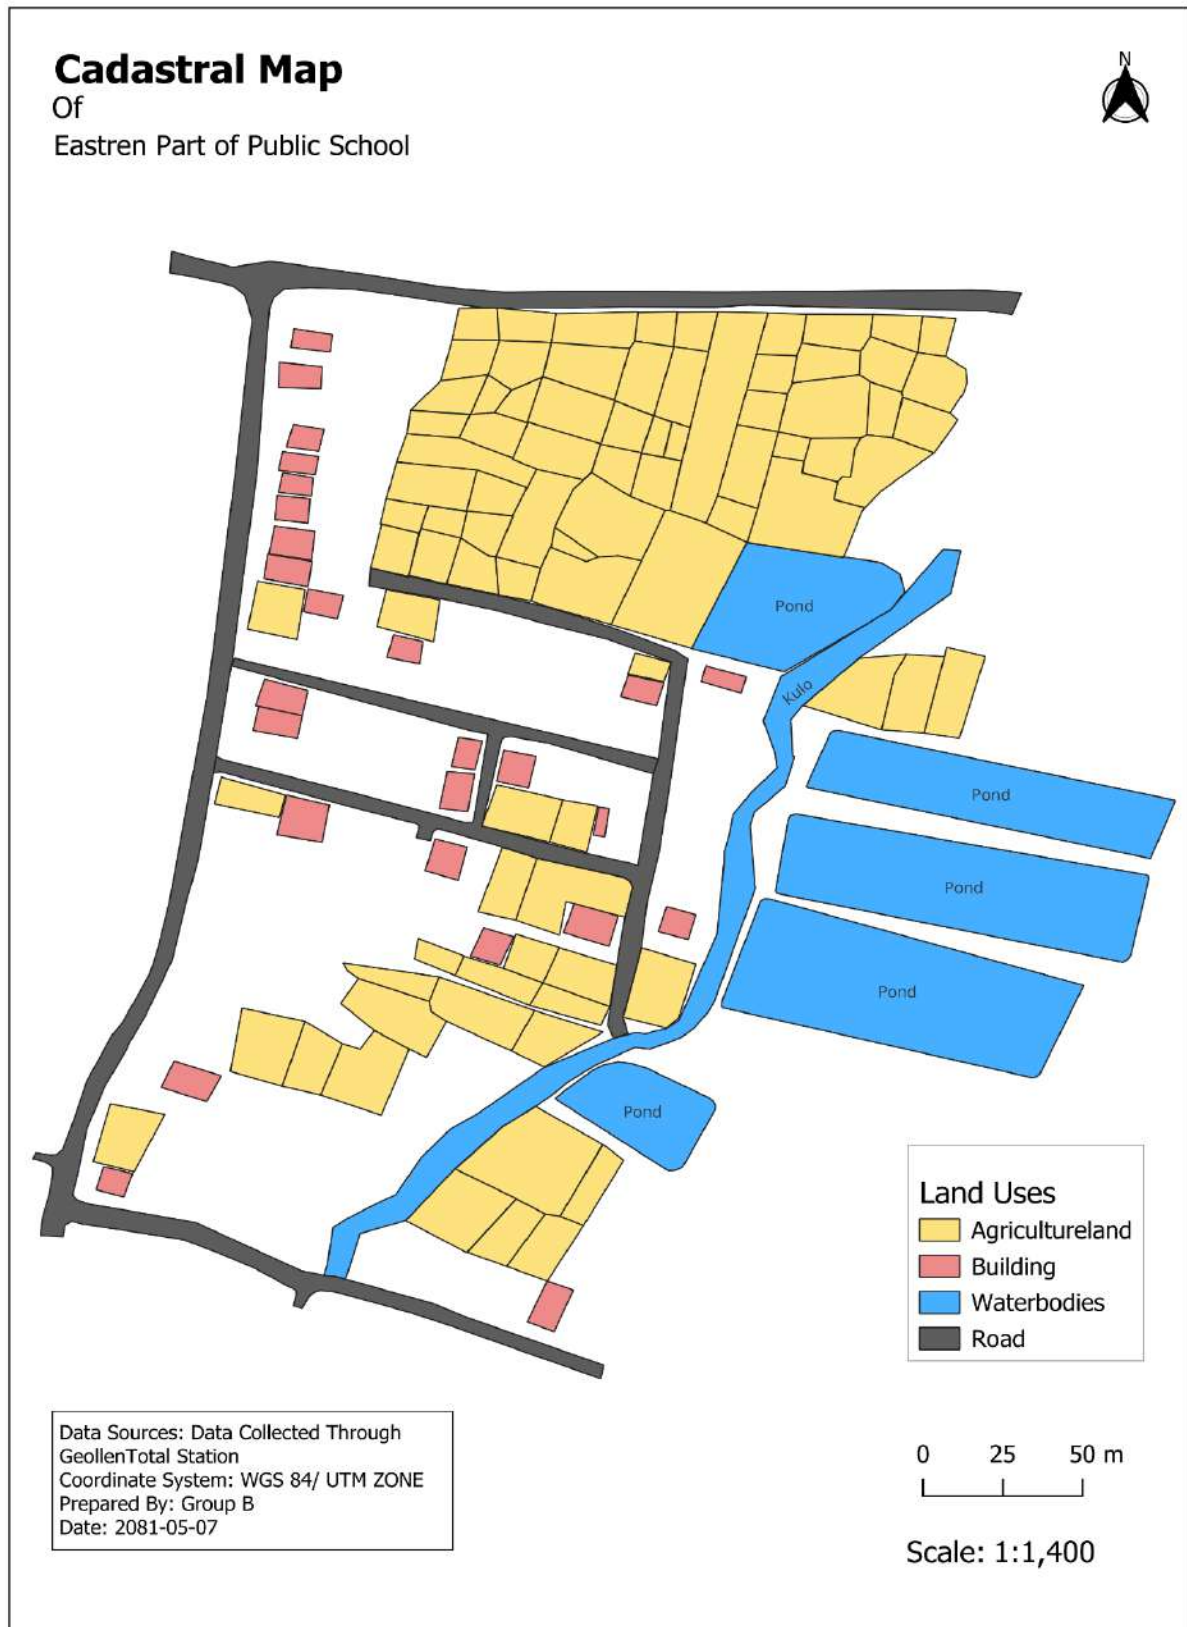 Cadastral Map
Of
Eastren Part of Public School
N
Pond
Kulo
Pond
Pond
Pond
Pond
Land Uses
Agricultureland
Building
Waterbodies
Road
Data Sources: Data Collected Through
GeollenTotal Station
Coordinate System: WGS 84/ UTM ZONE
Prepared By: Group B
Date: 2081-05-07
0 25 50 m
Scale: 1:1,400